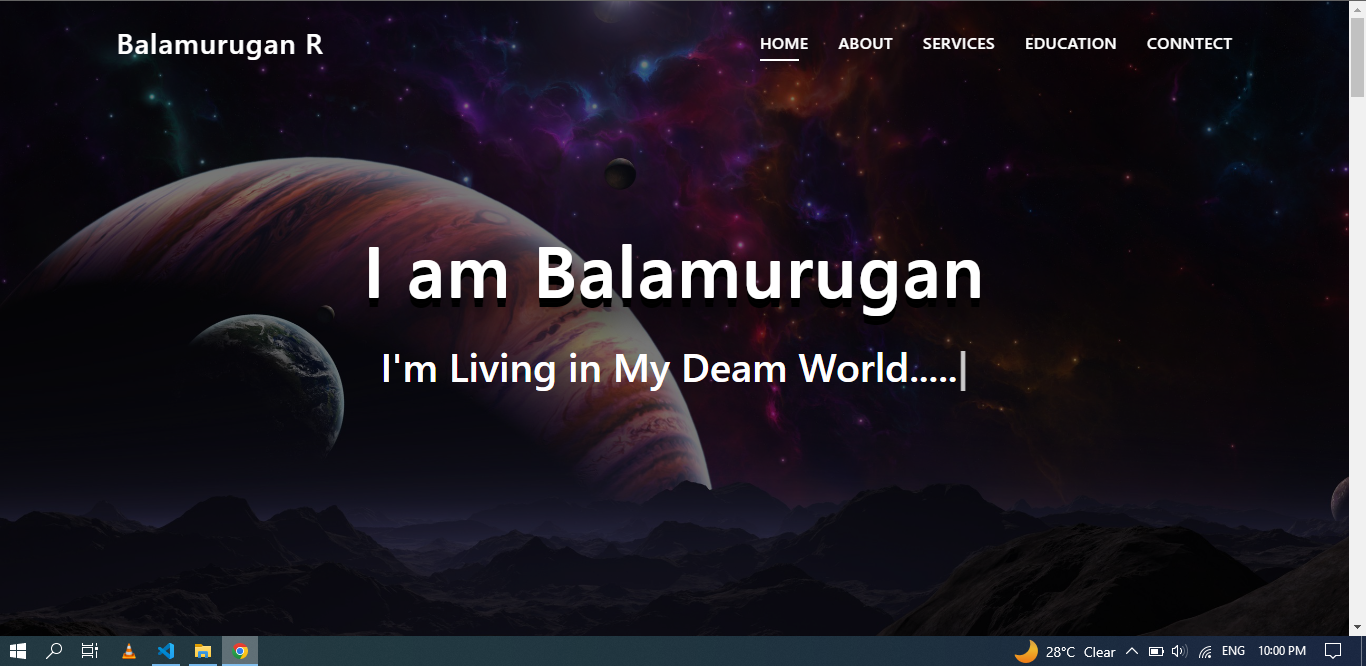 Balamurugan R
HOME ABOUT SERVICES EDUCATION CONNTECT
I am Balamurugan
I'm Living in My Deam World.....
28°C Clear ENG 10:00 PM